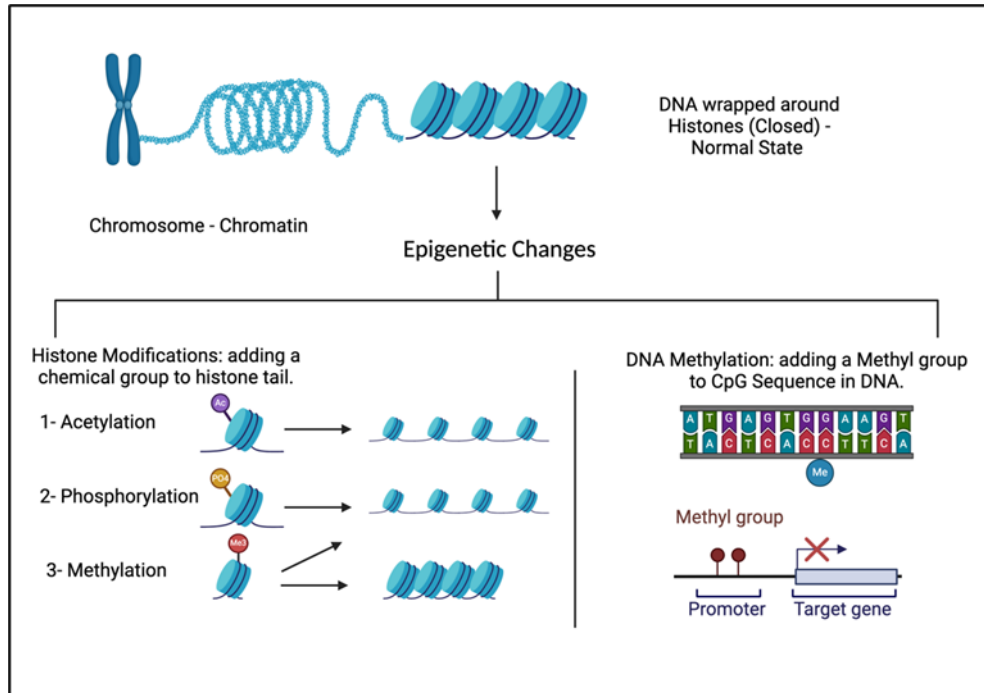 DNA wrapped around
Histones (Closed) -
Normal State
Chromosome - Chromatin
Epigenetic Changes
Histone Modifications: adding a
chemical group to histone tail.
1- Acetylation
Ac
2- Phosphorylation
PO4
3- Methylation
Me3
DNA Methylation: adding a Methyl group
to CpG Sequence in DNA.
A T G A G T G G A A G T
T A C T C A C C T T C A
Me
Methyl group
Promoter
Target gene